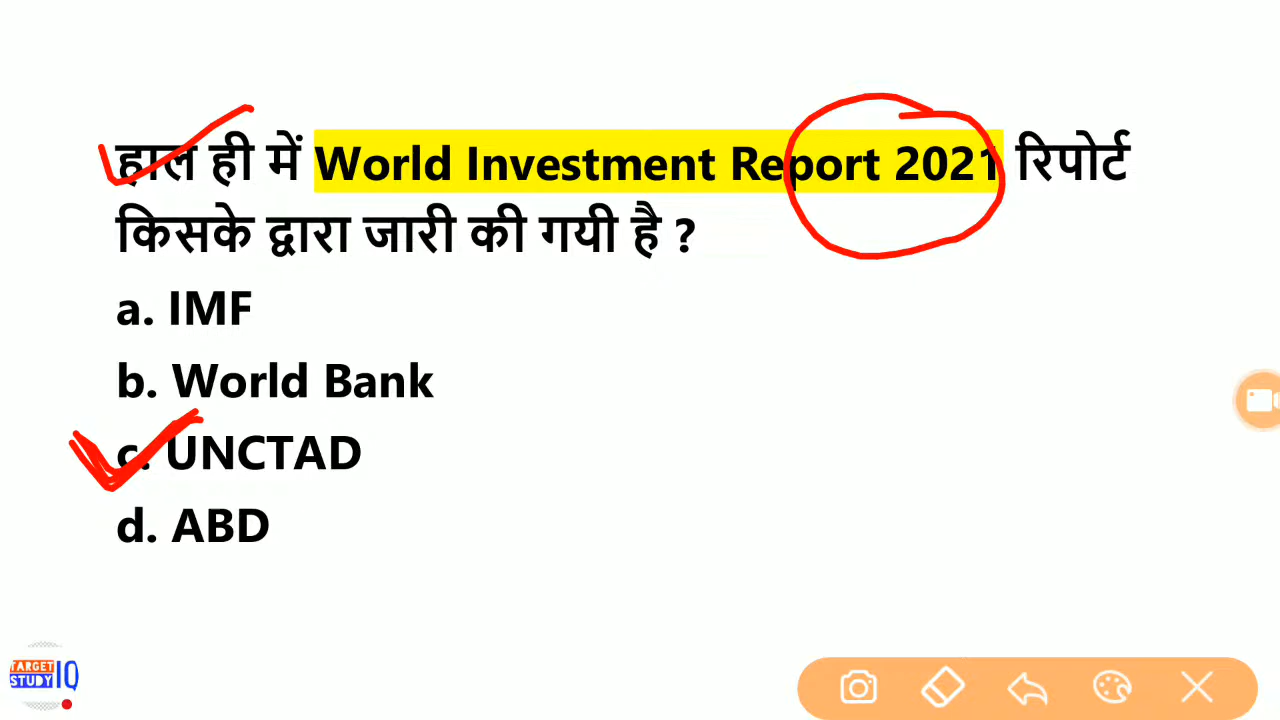 हाल ही में World Investment Report 2021 रिपोर्ट
किसके द्वारा जारी की गयी है ?
a. IMF
b. World Bank
c. UNCTAD
d. ABD
TARGET
STUDY IQ